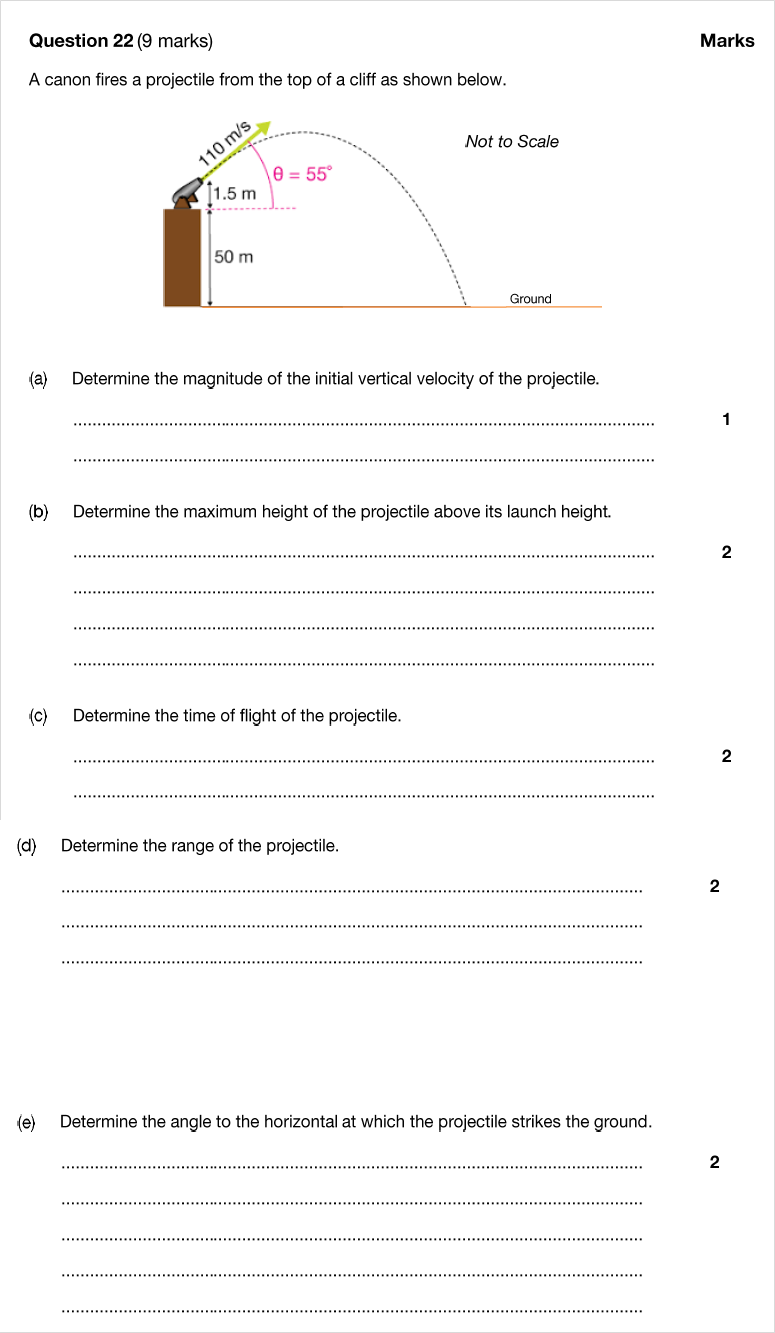 Question 22 (9 marks) Marks
A canon fires a projectile from the top of a cliff as shown below.
110 m/s
Not to Scale
θ = 55°
1.5 m
50 m
Ground
(a) Determine the magnitude of the initial vertical velocity of the projectile.
1
(b) Determine the maximum height of the projectile above its launch height.
2
(c) Determine the time of flight of the projectile.
2
(d) Determine the range of the projectile.
2
(e) Determine the angle to the horizontal at which the projectile strikes the ground.
2